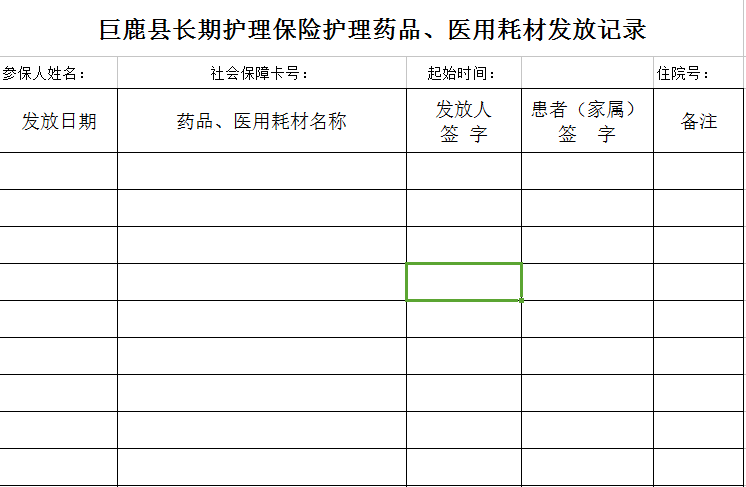 巨鹿县长期护理保险护理药品、医用耗材发放记录
参保人姓名： 社会保障卡号： 起始时间： 住院号：
发放日期 药品、医用耗材名称 发放人 签 字 患者（家属） 签 字 备注